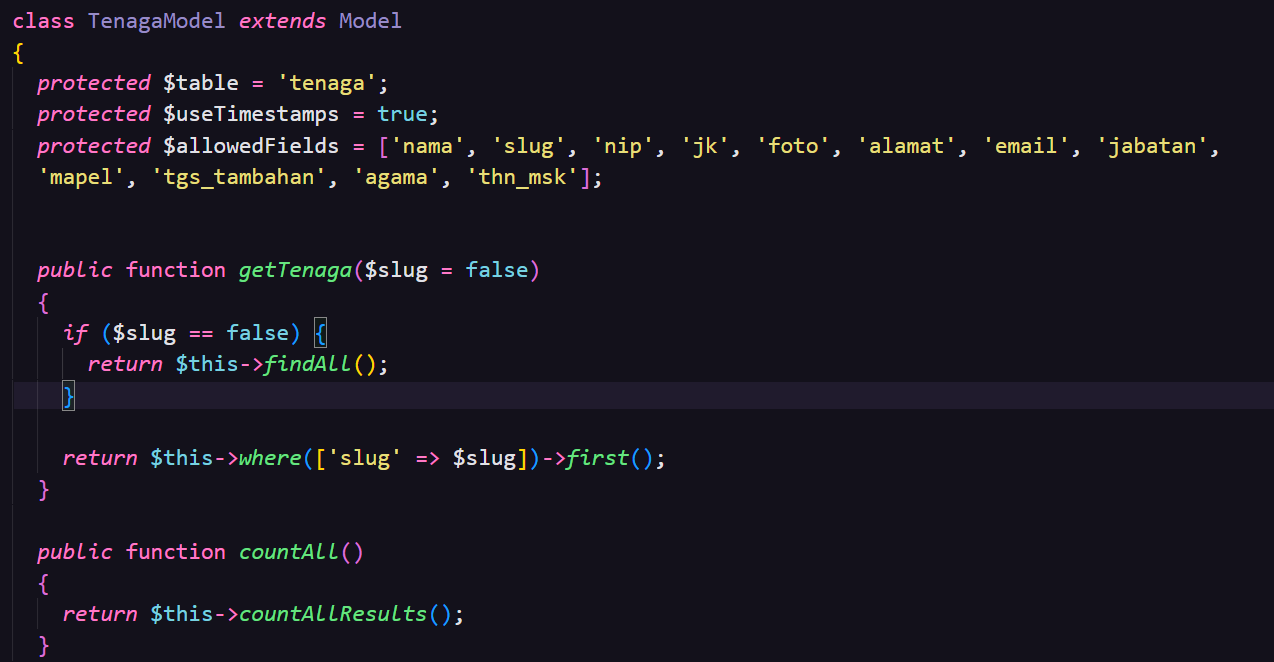 class TenagaModel extends Model
{
protected $table = 'tenaga';
protected $useTimestamps = true;
protected $allowedFields = ['nama', 'slug', 'nip', 'jk', 'foto', 'alamat', 'email', 'jabatan',
'mapel', 'tgs_tambahan', 'agama', 'thn_msk'];
public function getTenaga($slug = false)
{
if ($slug == false) {
return $this->findAll();
}
return $this->where(['slug' => $slug])->first();
}
public function countAll()
{
return $this->countAllResults();
}